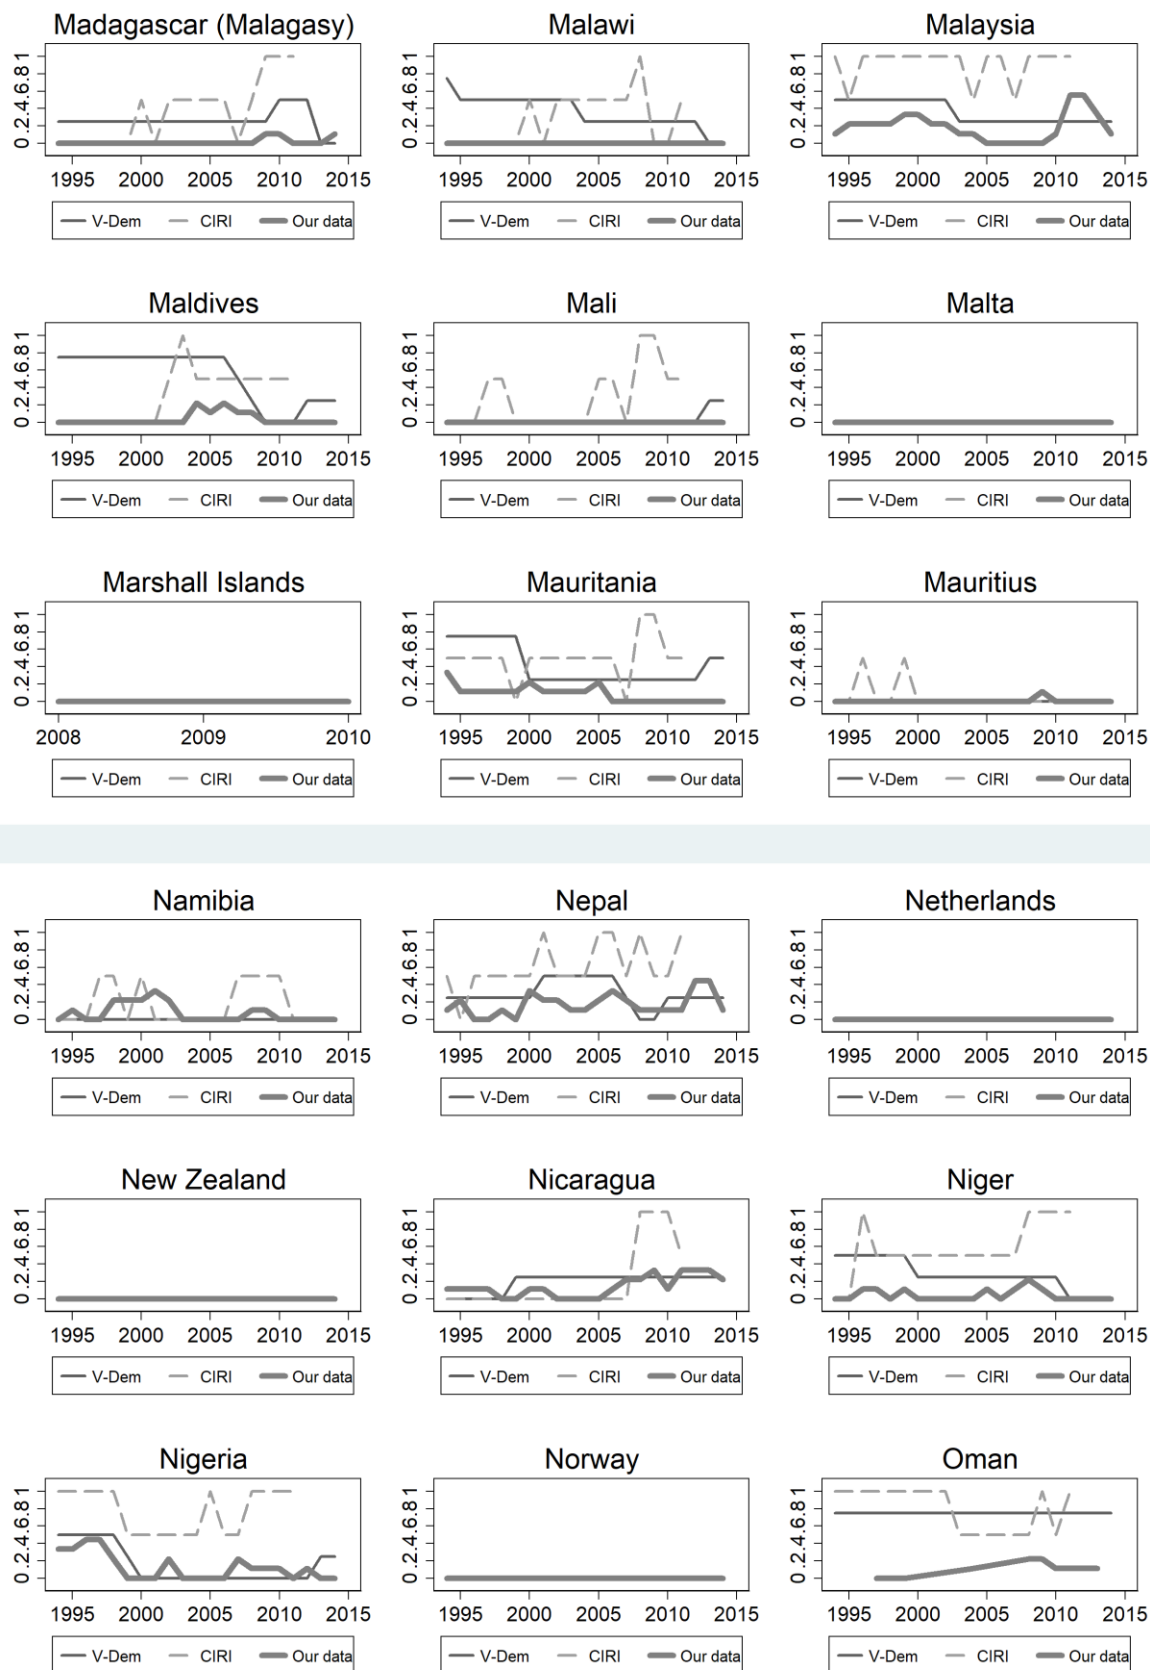 Madagascar (Malagasy) Malawi Malaysia
0 .2 .4 .6 .8 1 0 .2 .4 .6 .8 1 0 .2 .4 .6 .8 1
1995 2000 2005 2010 2015 1995 2000 2005 2010 2015 1995 2000 2005 2010 2015
V-Dem CIRI Our data V-Dem CIRI Our data V-Dem CIRI Our data
Maldives Mali Malta
0 .2 .4 .6 .8 1 0 .2 .4 .6 .8 1 0 .2 .4 .6 .8 1
1995 2000 2005 2010 2015 1995 2000 2005 2010 2015 1995 2000 2005 2010 2015
V-Dem CIRI Our data V-Dem CIRI Our data V-Dem CIRI Our data
Marshall Islands Mauritania Mauritius
0 .2 .4 .6 .8 1 0 .2 .4 .6 .8 1 0 .2 .4 .6 .8 1
2008 2009 2010 1995 2000 2005 2010 2015 1995 2000 2005 2010 2015
V-Dem CIRI Our data V-Dem CIRI Our data V-Dem CIRI Our data
Namibia Nepal Netherlands
0 .2 .4 .6 .8 1 0 .2 .4 .6 .8 1 0 .2 .4 .6 .8 1
1995 2000 2005 2010 2015 1995 2000 2005 2010 2015 1995 2000 2005 2010 2015
V-Dem CIRI Our data V-Dem CIRI Our data V-Dem CIRI Our data
New Zealand Nicaragua Niger
0 .2 .4 .6 .8 1 0 .2 .4 .6 .8 1 0 .2 .4 .6 .8 1
1995 2000 2005 2010 2015 1995 2000 2005 2010 2015 1995 2000 2005 2010 2015
V-Dem CIRI Our data V-Dem CIRI Our data V-Dem CIRI Our data
Nigeria Norway Oman
0 .2 .4 .6 .8 1 0 .2 .4 .6 .8 1 0 .2 .4 .6 .8 1
1995 2000 2005 2010 2015 1995 2000 2005 2010 2015 1995 2000 2005 2010 2015
V-Dem CIRI Our data V-Dem CIRI Our data V-Dem CIRI Our data